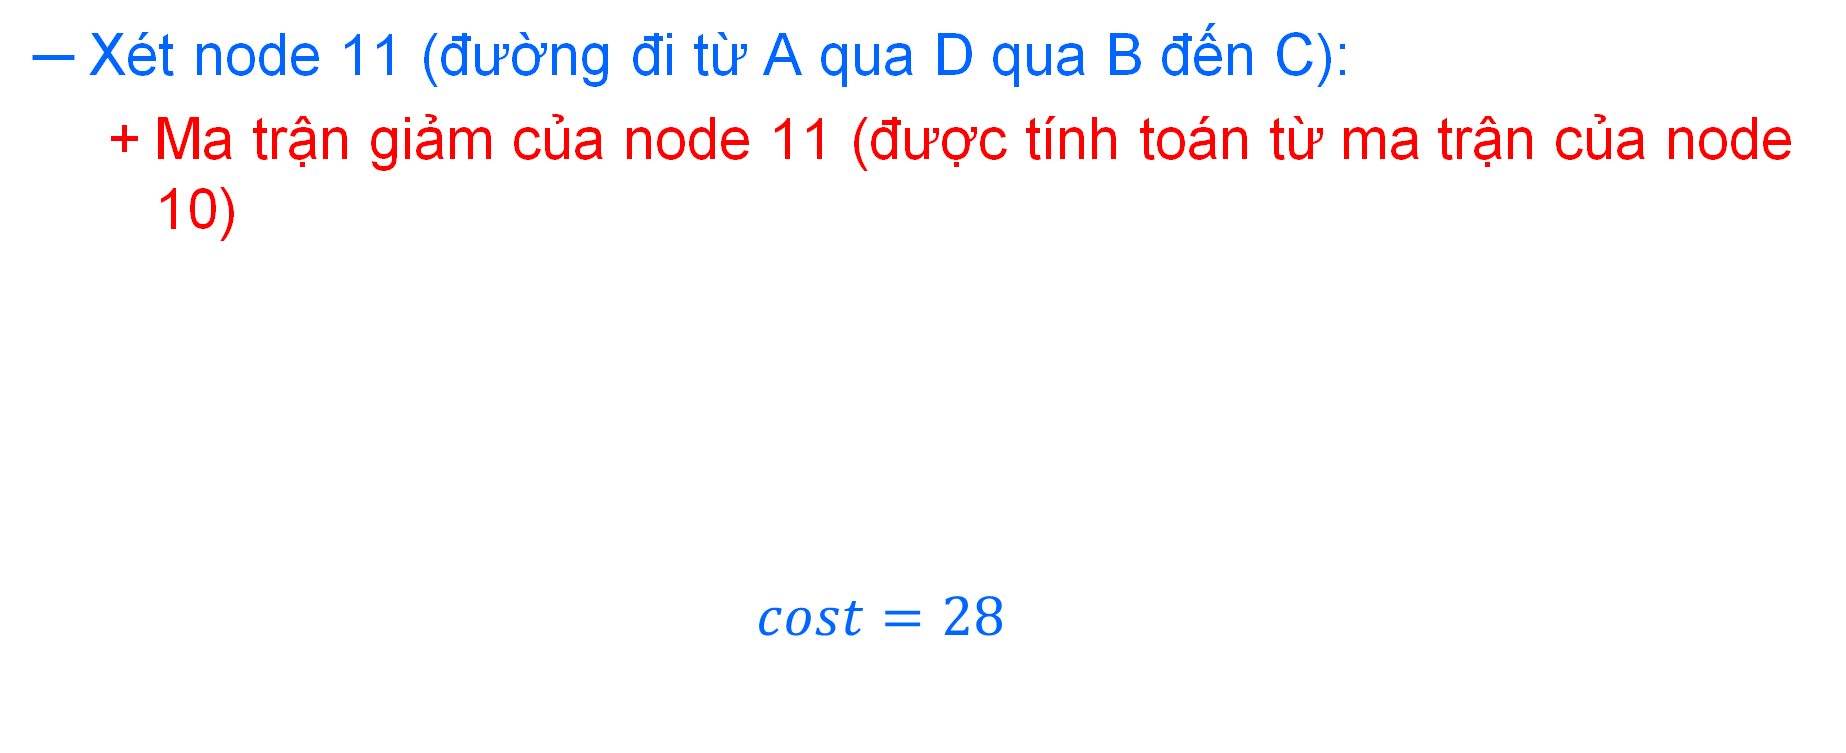 — Xét node 11 (đường đi từ A qua D qua B đến C):
+ Ma trận giảm của node 11 (được tính toán từ ma trận của node
10)
cost = 28